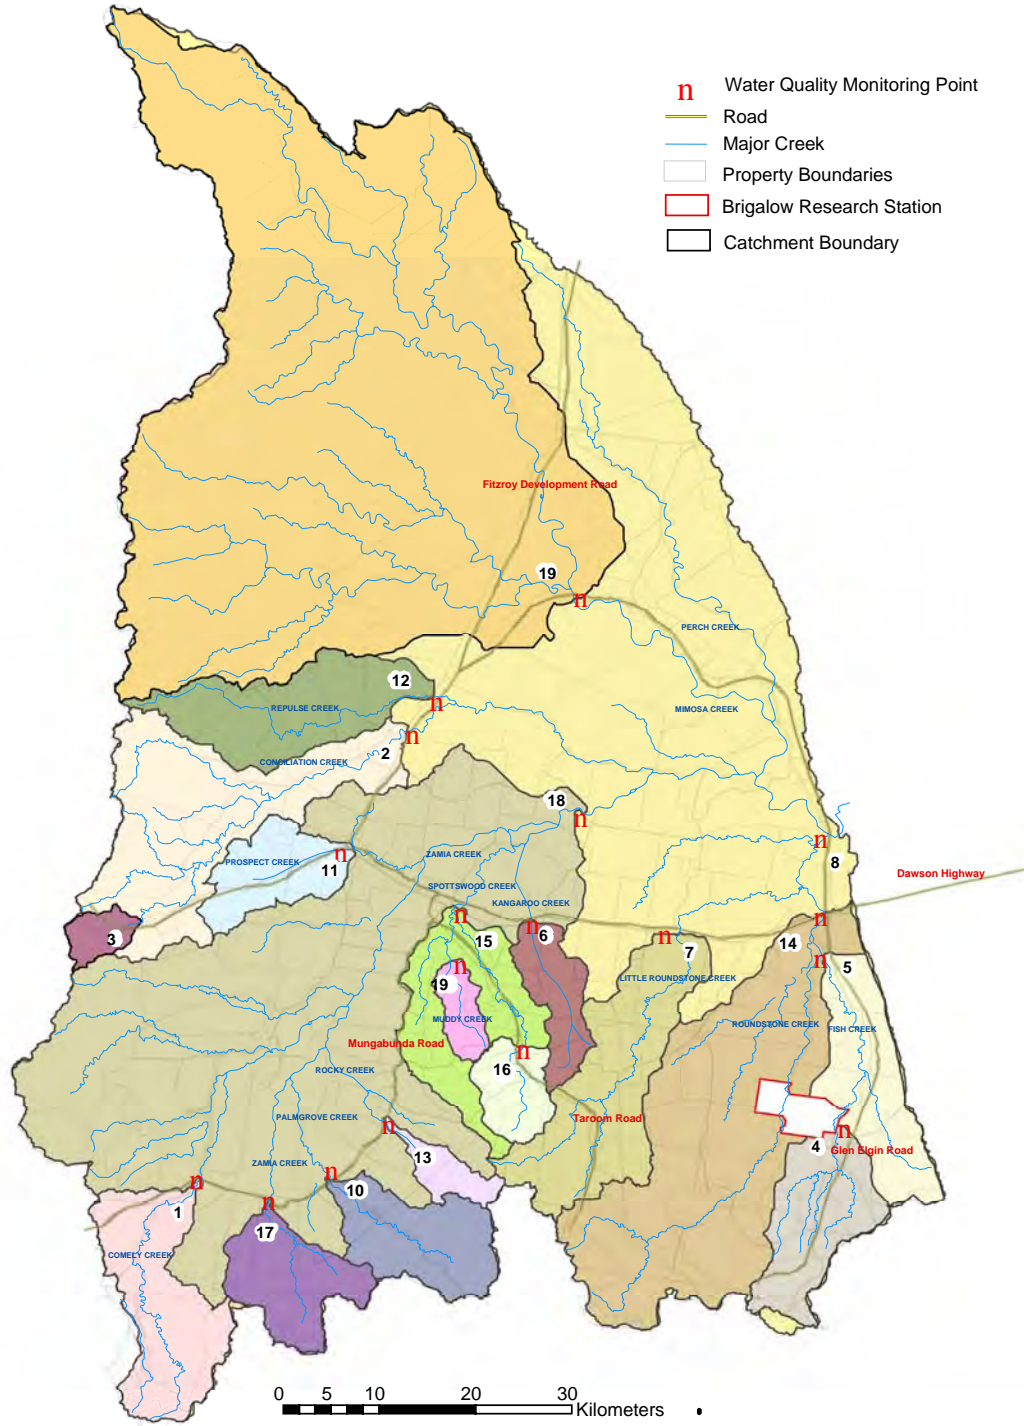 n Water Quality Monitoring Point
Road
Major Creek
Property Boundaries
Brigalow Research Station
Catchment Boundary
Fitzroy Development Road
19
n
PERCH CREEK
12
REPULSE CREEK
n
MIMOSA CREEK
n
2
CONCILIATION CREEK
18
n
n
8
ZAMIA CREEK
n
PROSPECT CREEK
11
Dawson Highway
SPOTTSWOOD CREEK
KANGAROO CREEK
n
n
n
6
n
3
15
7
14
n
5
n
9
LITTLE ROUNDSTONE CREEK
MUDDY CREEK
ROUNDSTONE CREEK
FISH CREEK
Mungabunda Road
n
16
ROCKY CREEK
PALMGROVE CREEK
Taroom Road
n
n
4
Glen Elgin Road
13
ZAMIA CREEK
n
n
10
n
1
17
COMELY CREEK
0 5 10 20 30
Kilometers